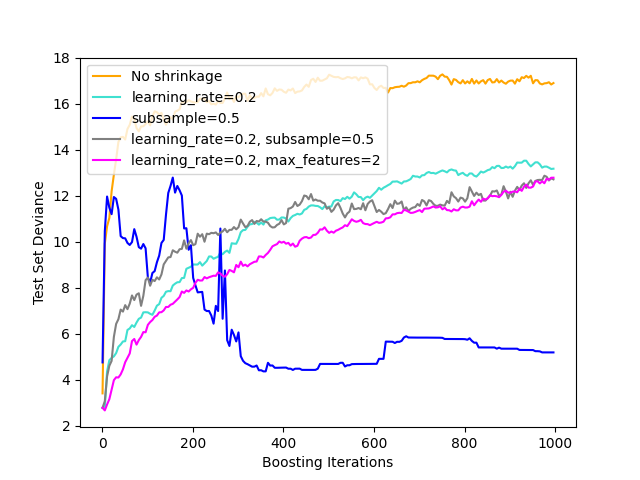 18
16
14
12
10
8
6
4
2
Test Set Deviance
No shrinkage
learning_rate=0.2
subsample=0.5
learning_rate=0.2, subsample=0.5
learning_rate=0.2, max_features=2
0 200 400 600 800 1000
Boosting Iterations